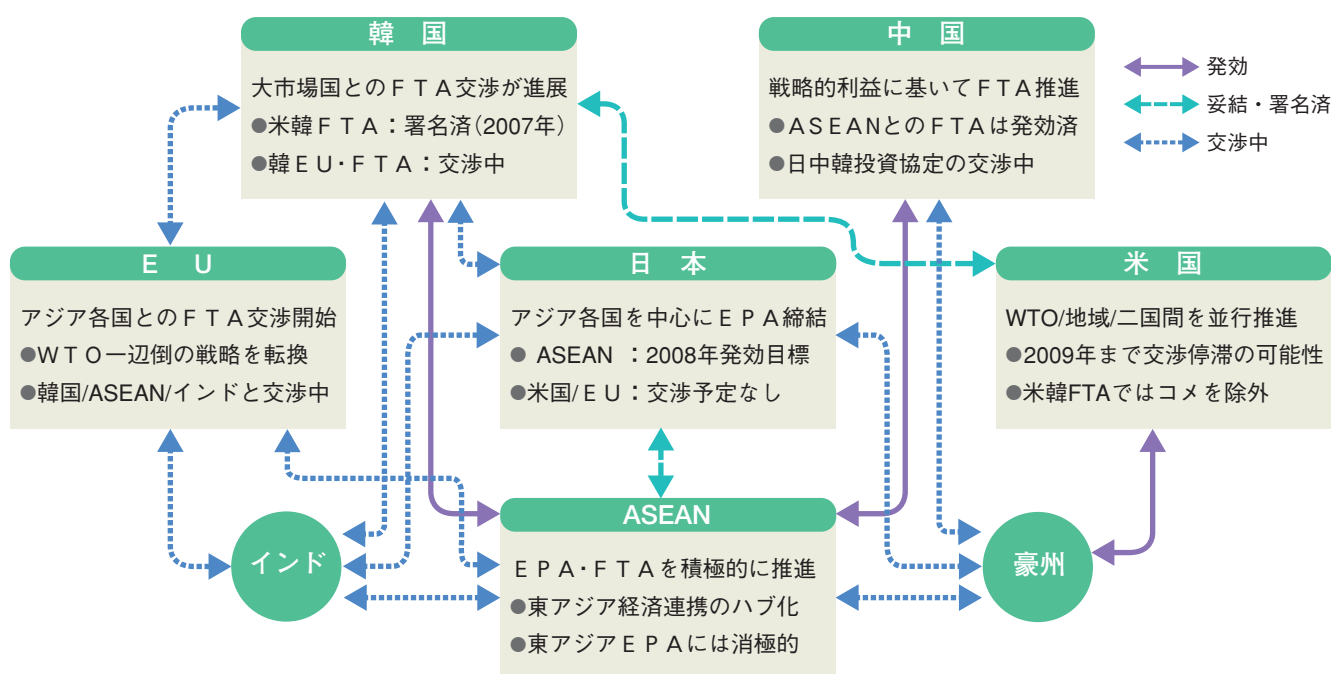 韓　国
大市場国とのＦＴＡ交渉が進展
●米韓ＦＴＡ：署名済（2007年）
●韓ＥＵ・ＦＴＡ：交渉中
中　国
戦略的利益に基いてＦＴＡ推進
●ＡＳＥＡＮとのＦＴＡは発効済
●日中韓投資協定の交渉中
発効
妥結・署名済
交渉中
Ｅ　Ｕ
アジア各国とのＦＴＡ交渉開始
●ＷＴＯ一辺倒の戦略を転換
●韓国/ASEAN/インドと交渉中
日　本
アジア各国を中心にＥＰＡ締結
● ASEAN ：2008年発効目標
●米国/ＥＵ：交渉予定なし
米　国
WTO/地域/二国間を並行推進
●2009年まで交渉停滞の可能性
●米韓FTAではコメを除外
インド
ASEAN
ＥＰＡ・ＦＴＡを積極的に推進
●東アジア経済連携のハブ化
●東アジアＥＰＡには消極的
豪州